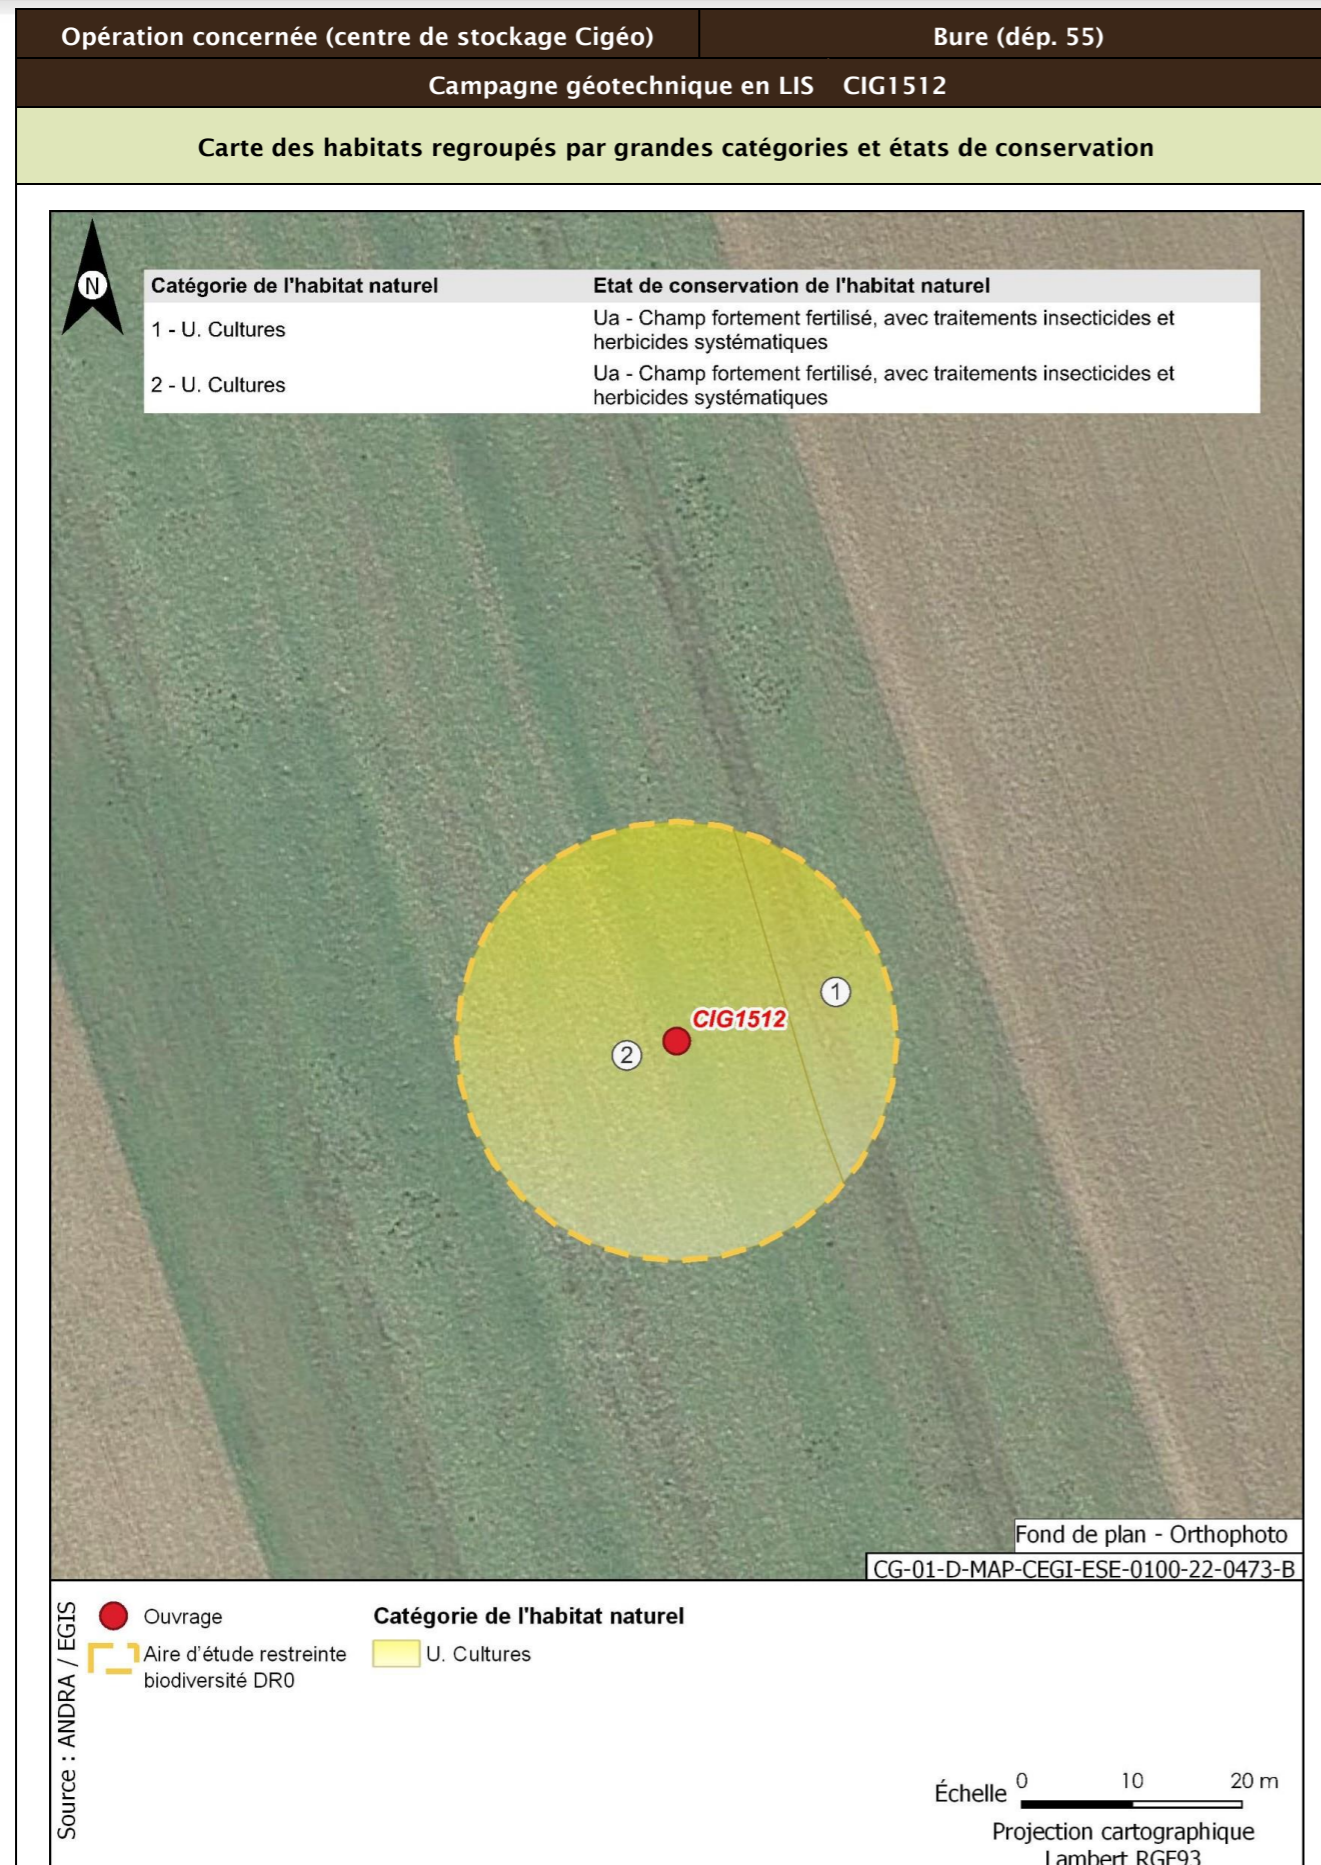 Opération concernée (centre de stockage Cigéo) Bure (dép. 55)
Campagne géotechnique en LIS CIG1512
Carte des habitats regroupés par grandes catégories et états de conservation
N
Catégorie de l'habitat naturel Etat de conservation de l'habitat naturel
1 - U. Cultures Ua - Champ fortement fertilisé, avec traitements insecticides et
herbicides systématiques
2 - U. Cultures Ua - Champ fortement fertilisé, avec traitements insecticides et
herbicides systématiques
1
CIG1512
2
Fond de plan - Orthophoto
CG-01-D-MAP-CEGI-ESE-0100-22-0473-B
Source : ANDRA / EGIS
Ouvrage
Aire d'étude restreinte
biodiversité DR0
Catégorie de l'habitat naturel
U. Cultures
Échelle 0 10 20 m
Projection cartographique
Lambert RGF93